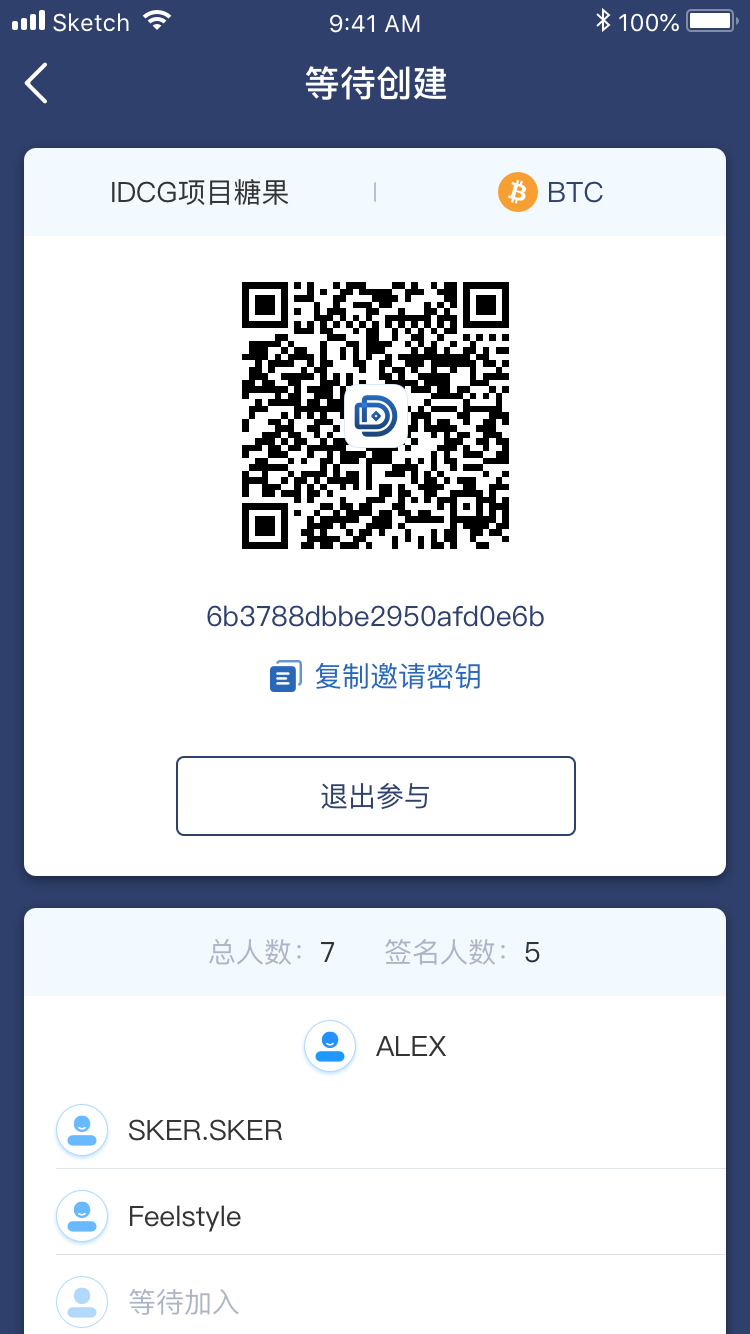 Sketch 9:41 AM 100%
等待创建
IDCG项目糖果 BTC
6b3788dbbe2950afd0e6b
复制邀请密钥
退出参与
总人数：7 签名人数：5
ALEX
SKER.SKER
Feelstyle
等待加入